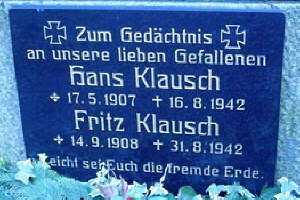 Zum Gedächtnis
an unsere lieben Gefallenen
Hans Klausch
✢ 17.5.1907 ✝ 16.8.1942
Fritz Klausch
✢ 14.9.1908 ✝ 31.8.1942
Leicht sei Euch die fremde Erde.